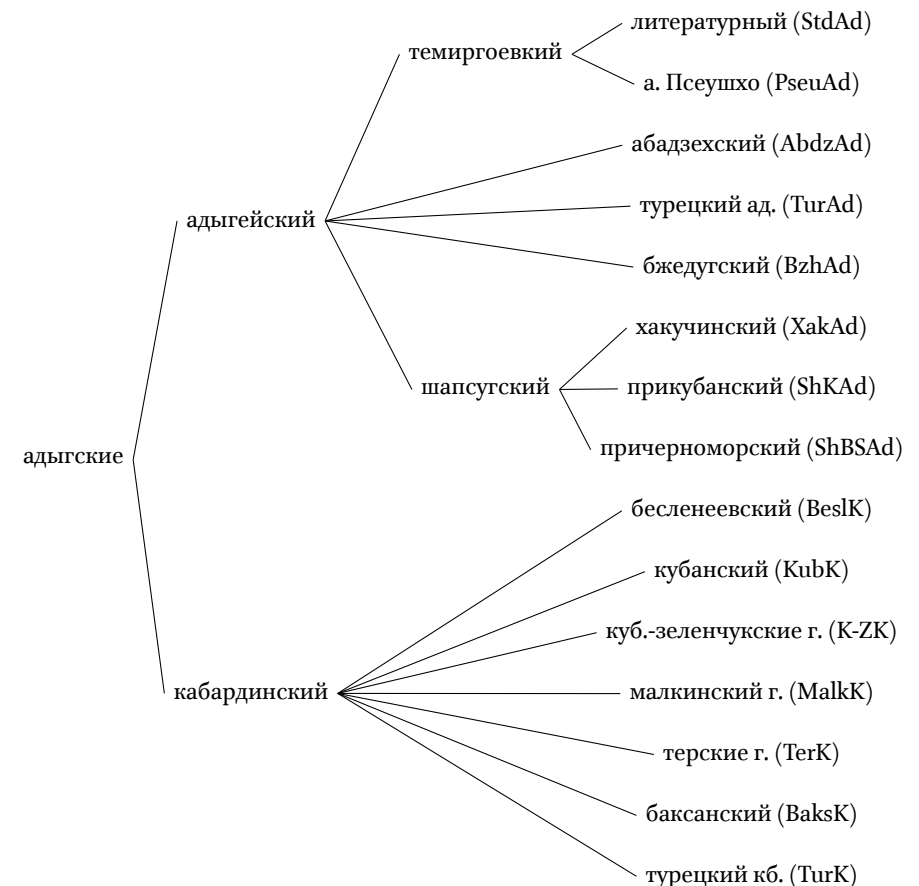 литературный (StdAd)
темиргоевкий
а. Псеушхо (PseuAd)
абадзехский (AbdzAd)
турецкий ад. (TurAd)
адыгейский
бжедугский (BzhAd)
хакучинский (XakAd)
шапсугский
прикубанский (ShKAd)
причерноморский (ShBSAd)
адыгские
бесленеевский (BeslK)
кубанский (KubK)
куб.-зеленчукские г. (K-ZK)
кабардинский
малкинский г. (MalkK)
терские г. (TerK)
баксанский (BaksK)
турецкий кб. (TurK)